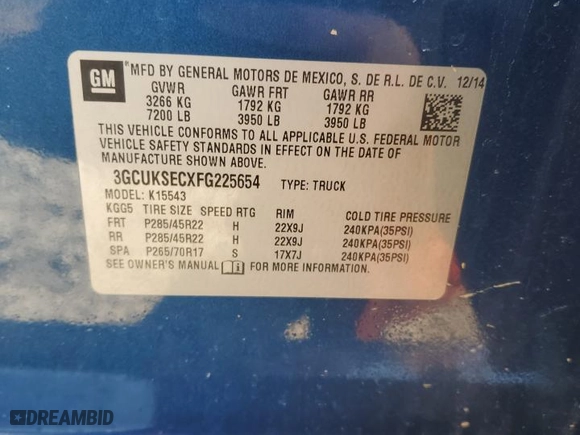 GM
® MFD BY GENERAL MOTORS DE MEXICO, S. DE R.L. DE C.V. 12/14
GVWR GAWR FRT GAWR RR
3266 KG 1792 KG 1792 KG
7200 LB 3950 LB 3950 LB
THIS VEHICLE CONFORMS TO ALL APPLICABLE U.S. FEDERAL MOTOR
VEHICLE SAFETY STANDARDS IN EFFECT ON THE DATE OF
MANUFACTURE SHOWN ABOVE.
3GCUKSECXFG225654 TYPE: TRUCK
MODEL: K15543
KGG5 TIRE SIZE SPEED RTG RIM COLD TIRE PRESSURE
FRT P285/45R22 H 22X9J 240KPA(35PSI)
RR P285/45R22 H 22X9J 240KPA(35PSI)
SPA P265/70R17 S 17X7J 240KPA(35PSI)
SEE OWNER'S MANUAL FOR MORE INFORMATION.
DREAMBID